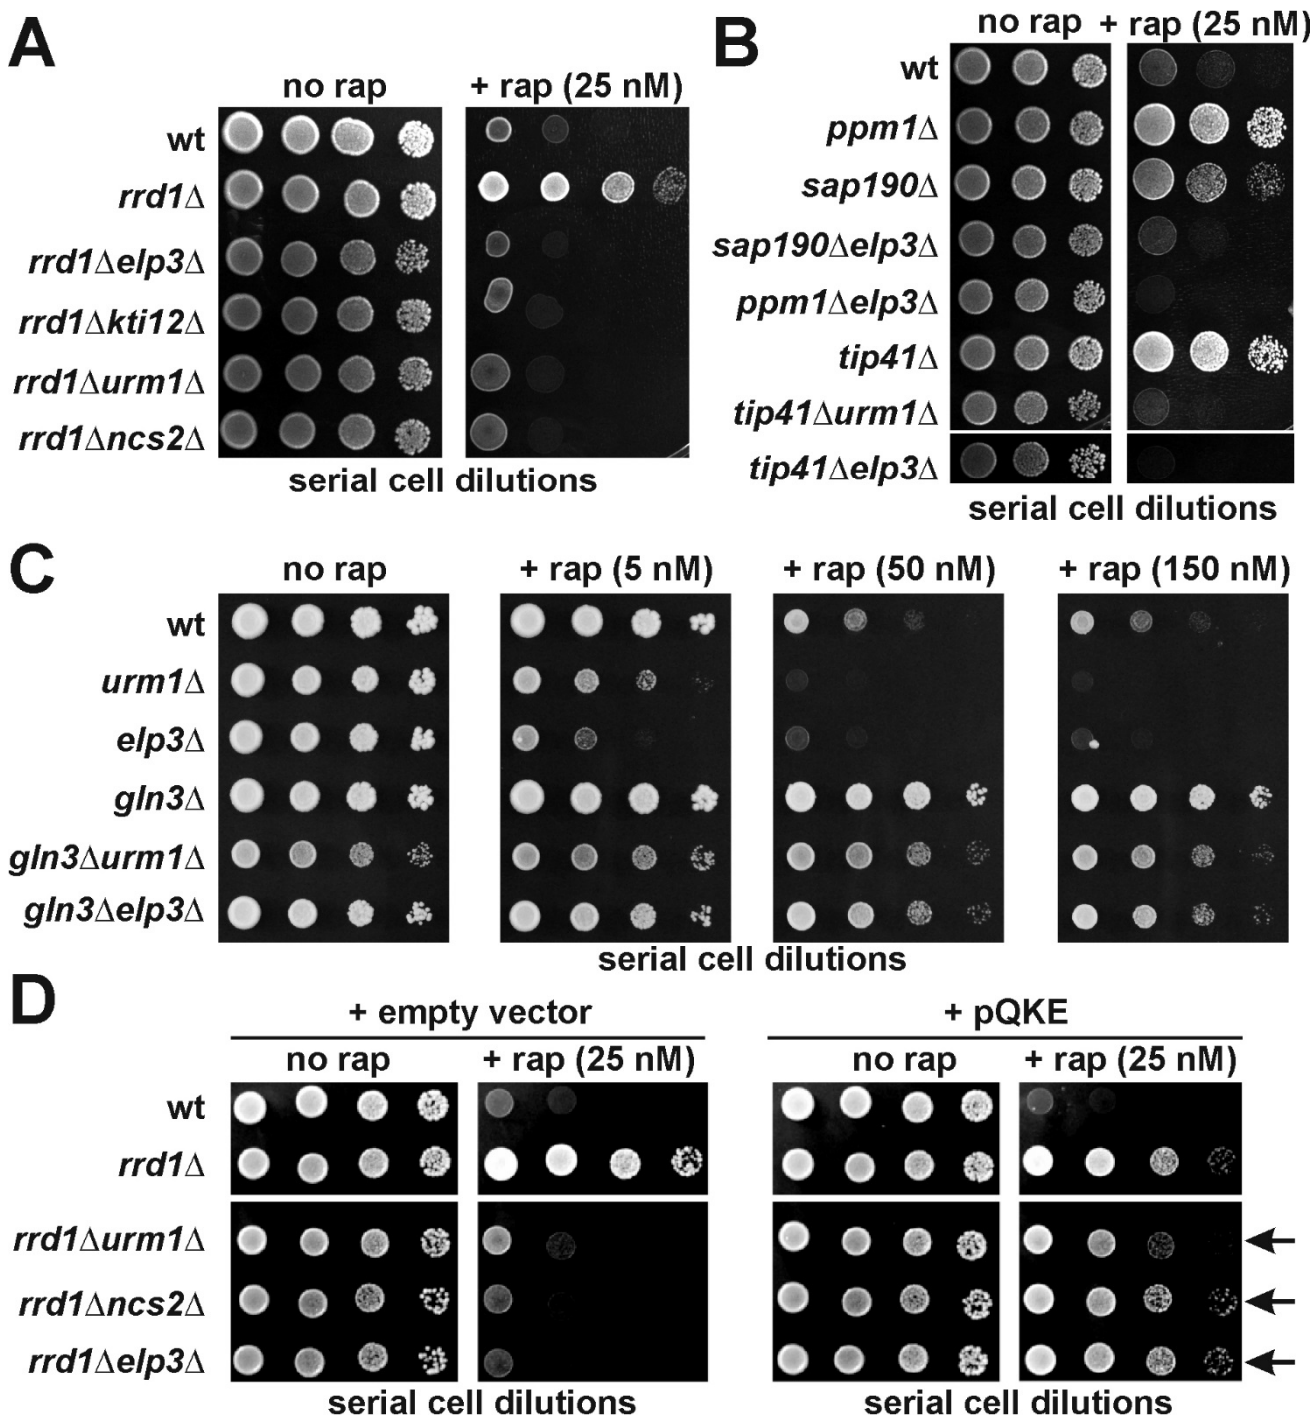 A
no rap + rap (25 nM)
wt
rrd1Δ
rrd1Δelp3Δ
rrd1Δkti12Δ
rrd1Δurm1Δ
rrd1Δncs2Δ
serial cell dilutions
B
no rap + rap (25 nM)
wt
ppm1Δ
sap190Δ
sap190Δelp3Δ
ppm1Δelp3Δ
tip41Δ
tip41Δurm1Δ
tip41Δelp3Δ
serial cell dilutions
C
no rap + rap (5 nM) + rap (50 nM) + rap (150 nM)
wt
urm1Δ
elp3Δ
gln3Δ
gln3Δurm1Δ
gln3Δelp3Δ
serial cell dilutions
D
+ empty vector + pQKE
no rap + rap (25 nM) no rap + rap (25 nM)
wt
rrd1Δ
rrd1Δurm1Δ
rrd1Δncs2Δ
rrd1Δelp3Δ
serial cell dilutions serial cell dilutions